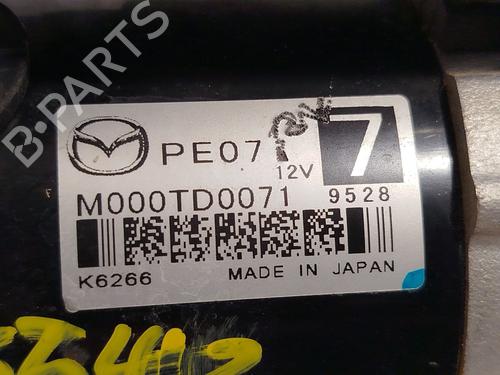 B-PARTS
PE07
12V
7
M000TD0071
9528
K6266
MADE IN JAPAN